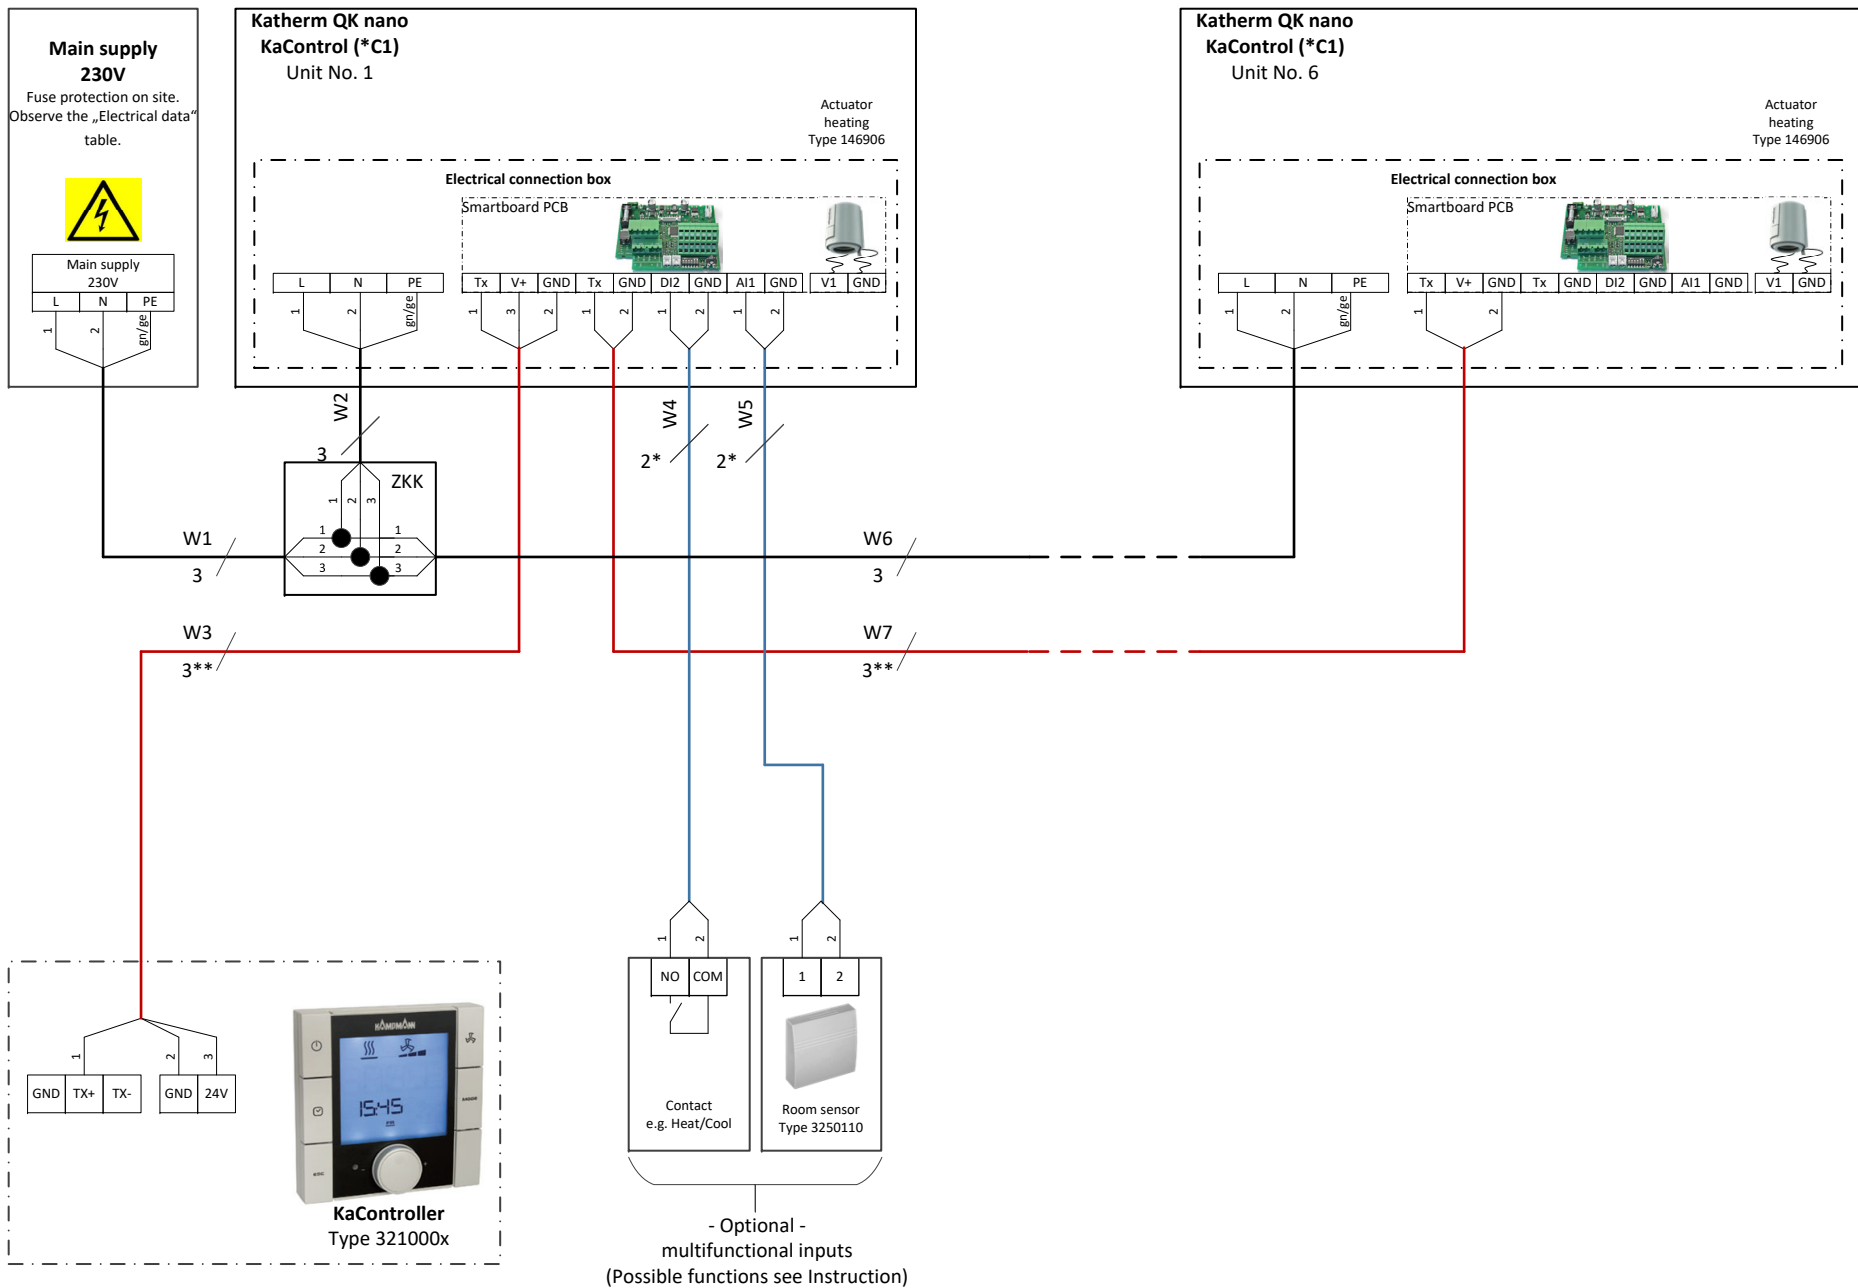 Main supply
230V
Fuse protection on site.
Observe the „Electrical data“
table.
Main supply
230V
L N PE
1 2 gn/ge
Katherm QK nano
KaControl (*C1)
Unit No. 1
Actuator
heating
Type 146906
Electrical connection box
Smartboard PCB
L N PE
1 2 gn/ge
Tx V+ GND Tx GND DI2 GND AI1 GND V1 GND
1 3 2 1 2 1 2 1 2
Katherm QK nano
KaControl (*C1)
Unit No. 6
Actuator
heating
Type 146906
Electrical connection box
Smartboard PCB
L N PE
1 2 gn/ge
Tx V+ GND Tx GND DI2 GND AI1 GND V1 GND
1 2
W2
3
W4
2*
W5
2*
ZKK
1 2 3
1 1
2 2
3 3
W1
3
W6
3
W3
3**
W7
3**
1 2 3
GND TX+ TX- GND 24V
KAMPMANN
15:45
KaController
Type 321000x
1 2
NO COM
Contact
e.g. Heat/Cool
1 2
1 2
Room sensor
Type 3250110
- Optional -
multifunctional inputs
(Possible functions see Instruction)